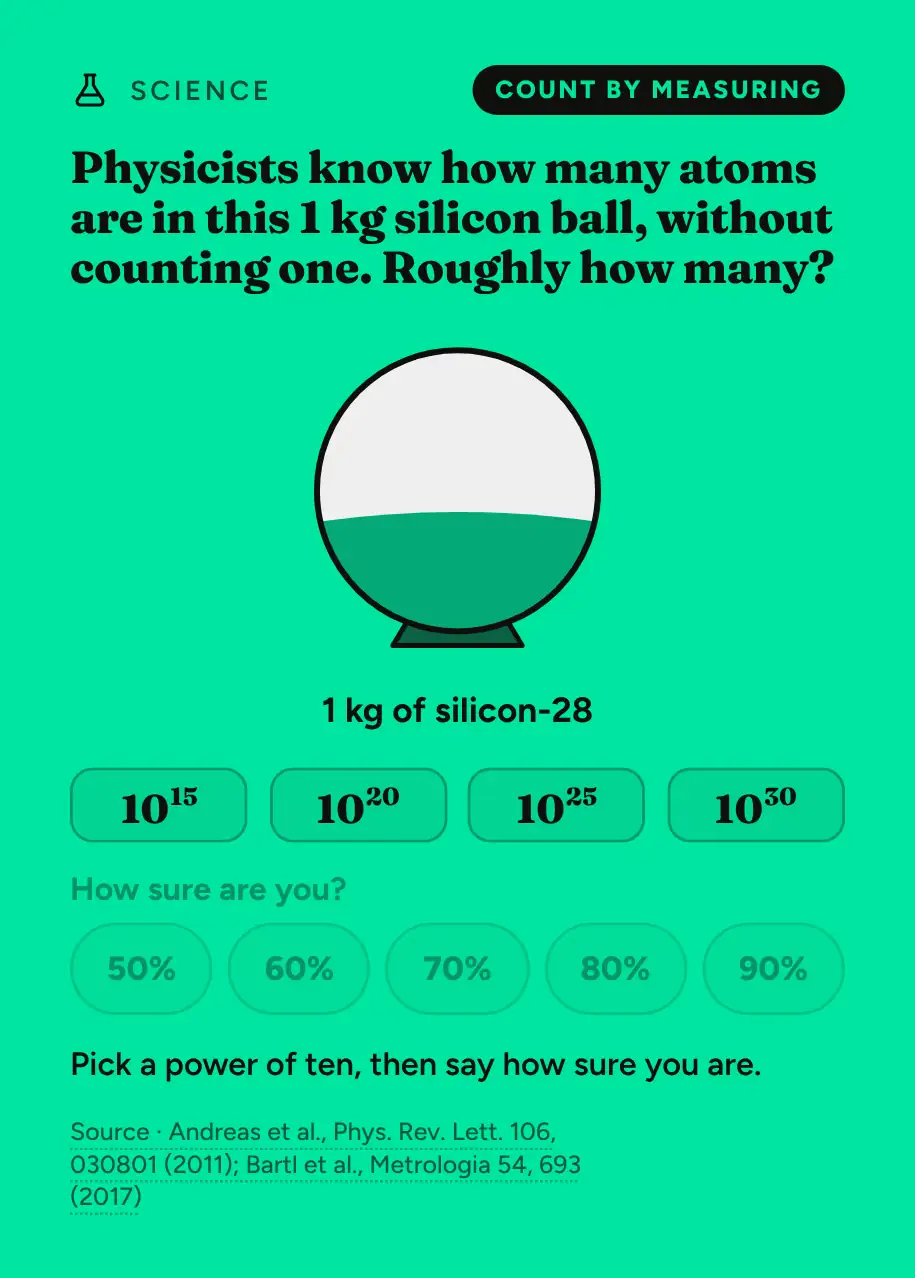 SCIENCE
COUNT BY MEASURING
Physicists know how many atoms
are in this 1 kg silicon ball, without
counting one. Roughly how many?
1 kg of silicon-28
10¹⁵ 10²⁰ 10²⁵ 10³⁰
How sure are you?
50% 60% 70% 80% 90%
Pick a power of ten, then say how sure you are.
Source · Andreas et al., Phys. Rev. Lett. 106,
030801 (2011); Bartl et al., Metrologia 54, 693
(2017)